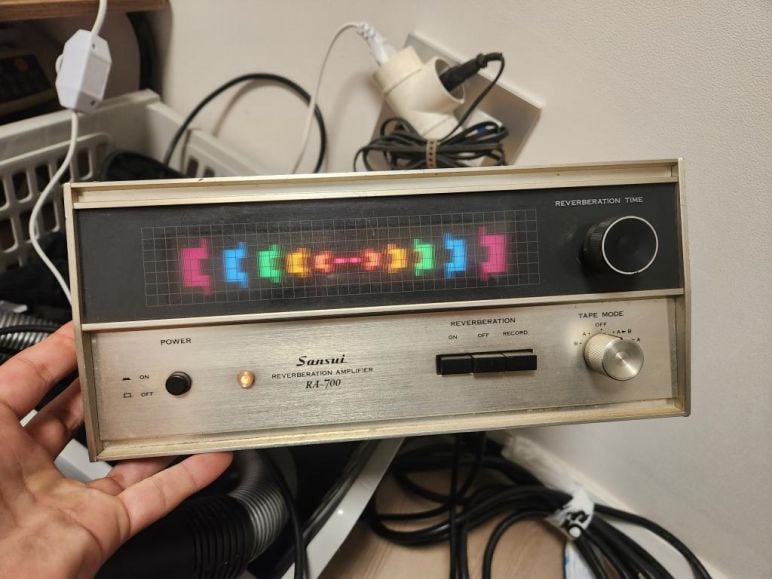 REVERBERATION TIME
POWER
ON
OFF
Sansui
REVERBERATION AMPLIFIER
RA-700
REVERBERATION
ON OFF RECORD
TAPE MODE
OFF
A A►B
A